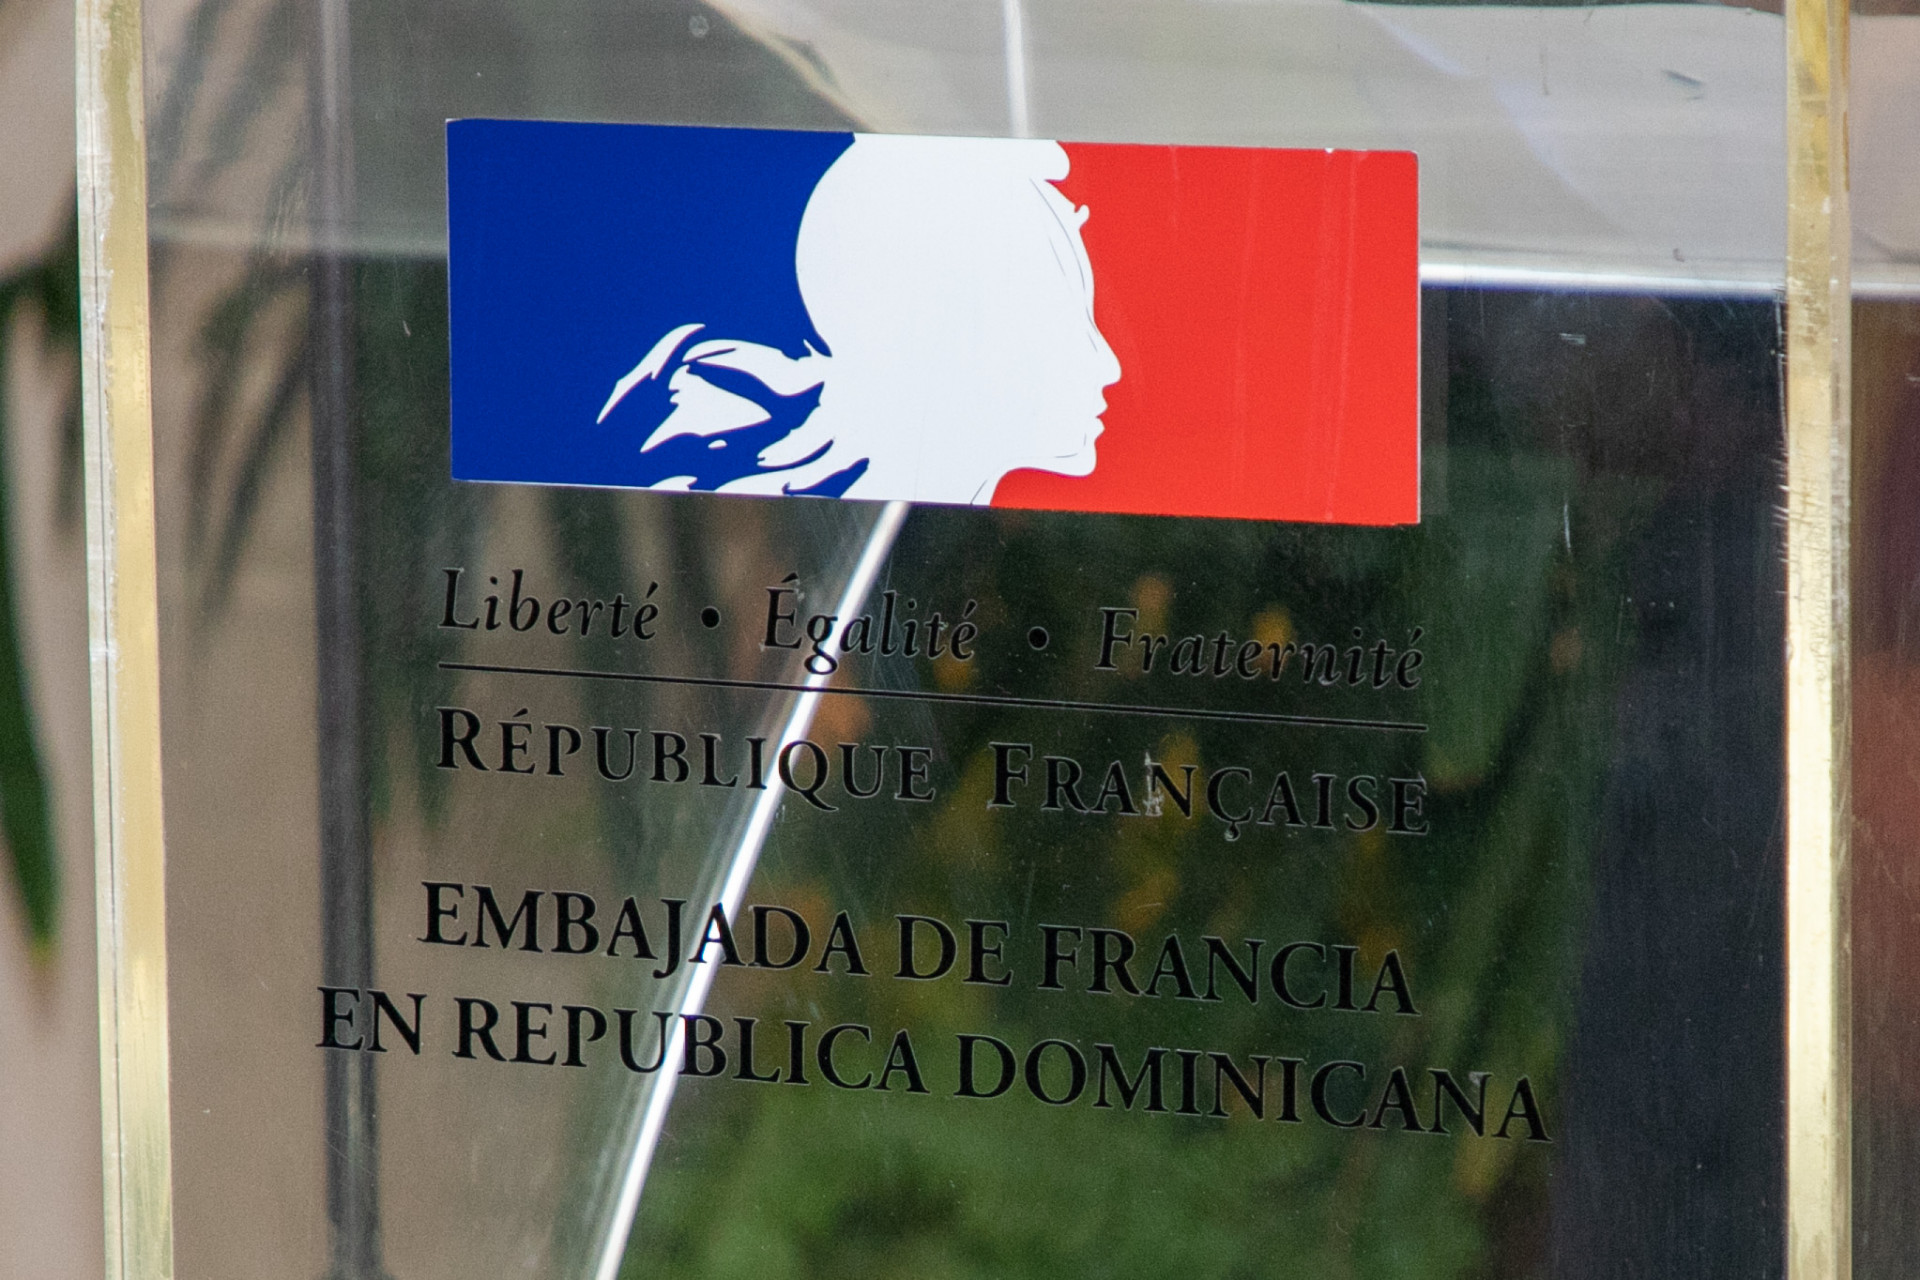 Liberté • Égalité • Fraternité
RÉPUBLIQUE FRANÇAISE
EMBAJADA DE FRANCIA
EN REPUBLICA DOMINICANA